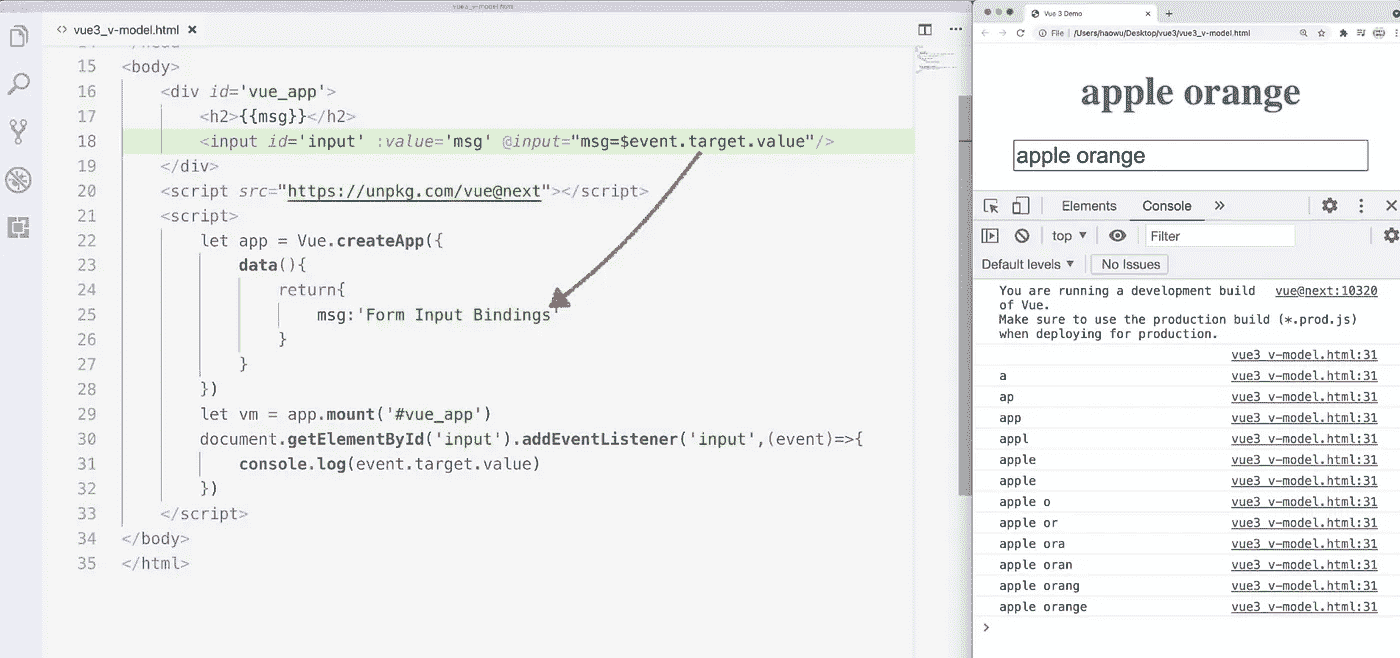 vue3_v-model.html
vue3_v-model.html
15 <body>
16 <div id='vue_app'>
17 <h2>{{msg}}</h2>
18 <input id='input' :value='msg' @input="msg=$event.target.value"/>
19 </div>
20 <script src="https://unpkg.com/vue@next"></script>
21 <script>
22 let app = Vue.createApp({
23 data(){
24 return{
25 msg:'Form Input Bindings'
26 }
27 }
28 })
29 let vm = app.mount('#vue_app')
30 document.getElementById('input').addEventListener('input',(event)=>{
31 console.log(event.target.value)
32 })
33 </script>
34 </body>
35 </html>
Vue 3 Demo
File /Users/haowu/Desktop/vue3/vue3_v-model.html
apple orange
apple orange
Elements Console
top Filter
Default levels No Issues
You are running a development build vue@next:10320
of Vue.
Make sure to use the production build (*.prod.js)
when deploying for production.
vue3_v-model.html:31
a vue3_v-model.html:31
ap vue3_v-model.html:31
app vue3_v-model.html:31
appl vue3_v-model.html:31
apple vue3_v-model.html:31
apple vue3_v-model.html:31
apple o vue3_v-model.html:31
apple or vue3_v-model.html:31
apple ora vue3_v-model.html:31
apple oran vue3_v-model.html:31
apple orang vue3_v-model.html:31
apple orange vue3_v-model.html:31